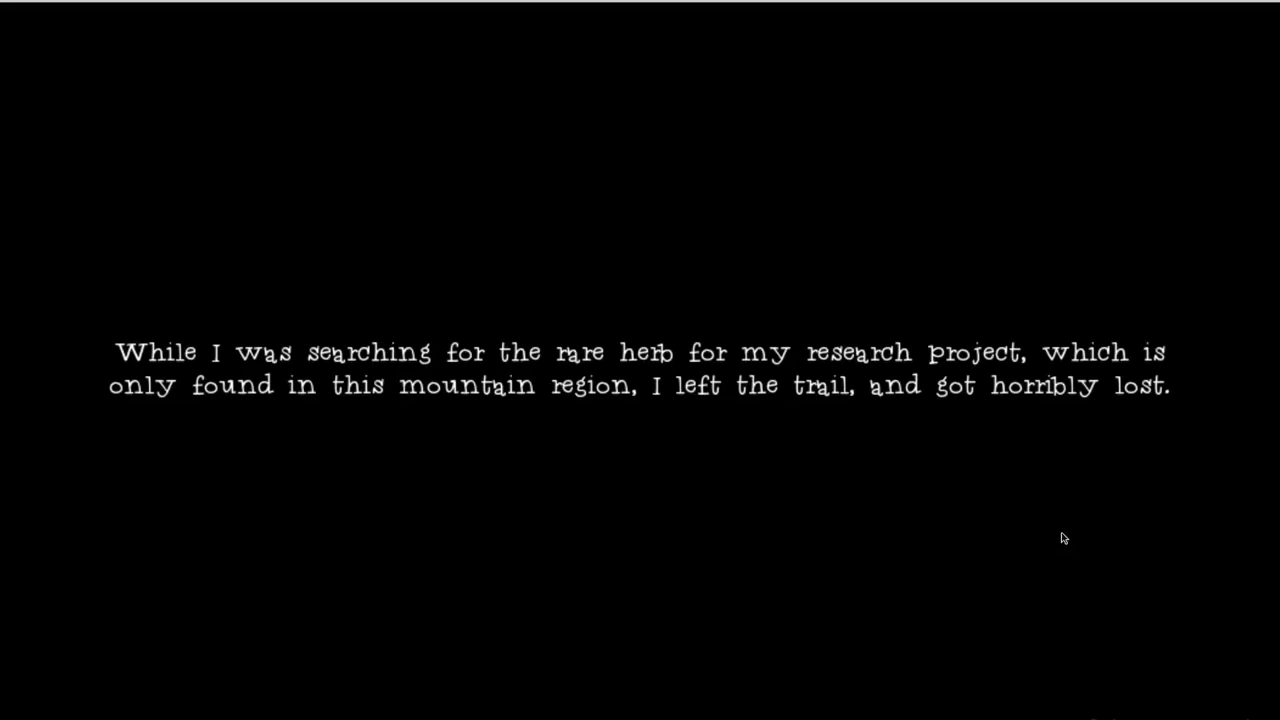 While I was searching for the rare herb for my research project, which is
only found in this mountain region, I left the trail, and got horribly lost.